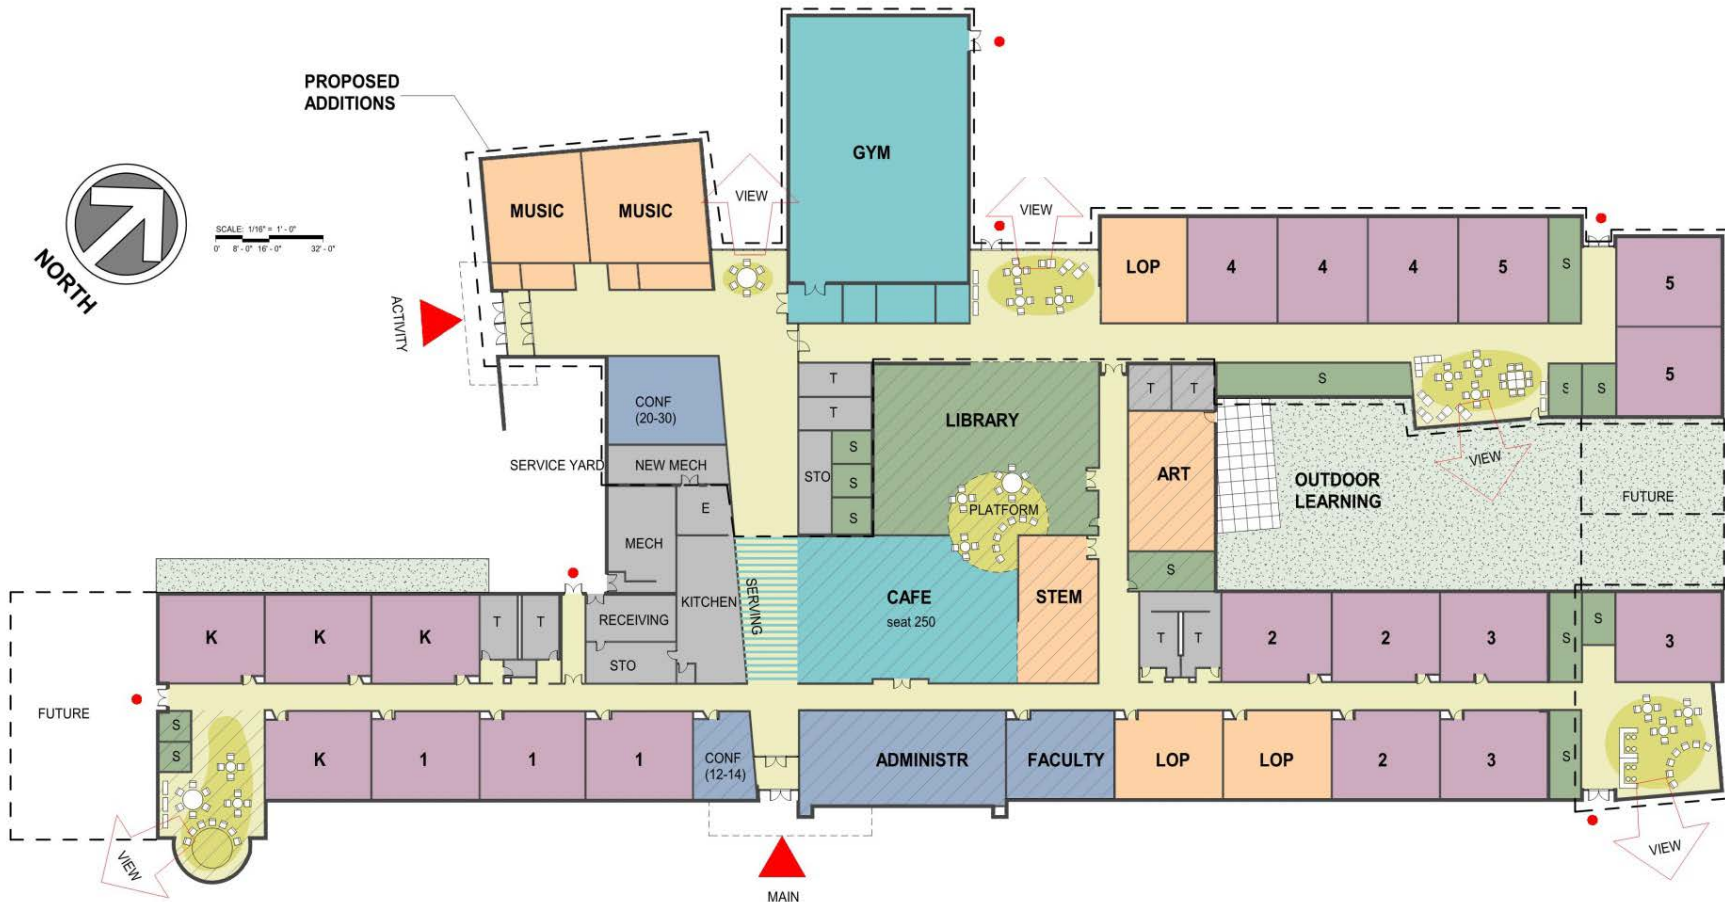 PROPOSED
ADDITIONS
GYM
VIEW
VIEW
MUSIC
MUSIC
NORTH
SCALE: 1/16" = 1' - 0"
0' 8' - 0" 16' - 0" 32' - 0"
LOP
4
4
4
5
S
5
ACTIVITY
5
CONF
(20-30)
T
T
T
T
S
S
S
LIBRARY
SERVICE YARD
NEW MECH
STO
S
S
S
ART
VIEW
OUTDOOR
LEARNING
FUTURE
E
PLATFORM
MECH
KITCHEN
SERVING
CAFE
seat 250
STEM
S
K
K
K
T
T
RECEIVING
STO
T
T
2
2
3
S
S
3
FUTURE
S
S
K
1
1
1
CONF
(12-14)
ADMINISTR
FACULTY
LOP
LOP
2
3
S
VIEW
VIEW
MAIN